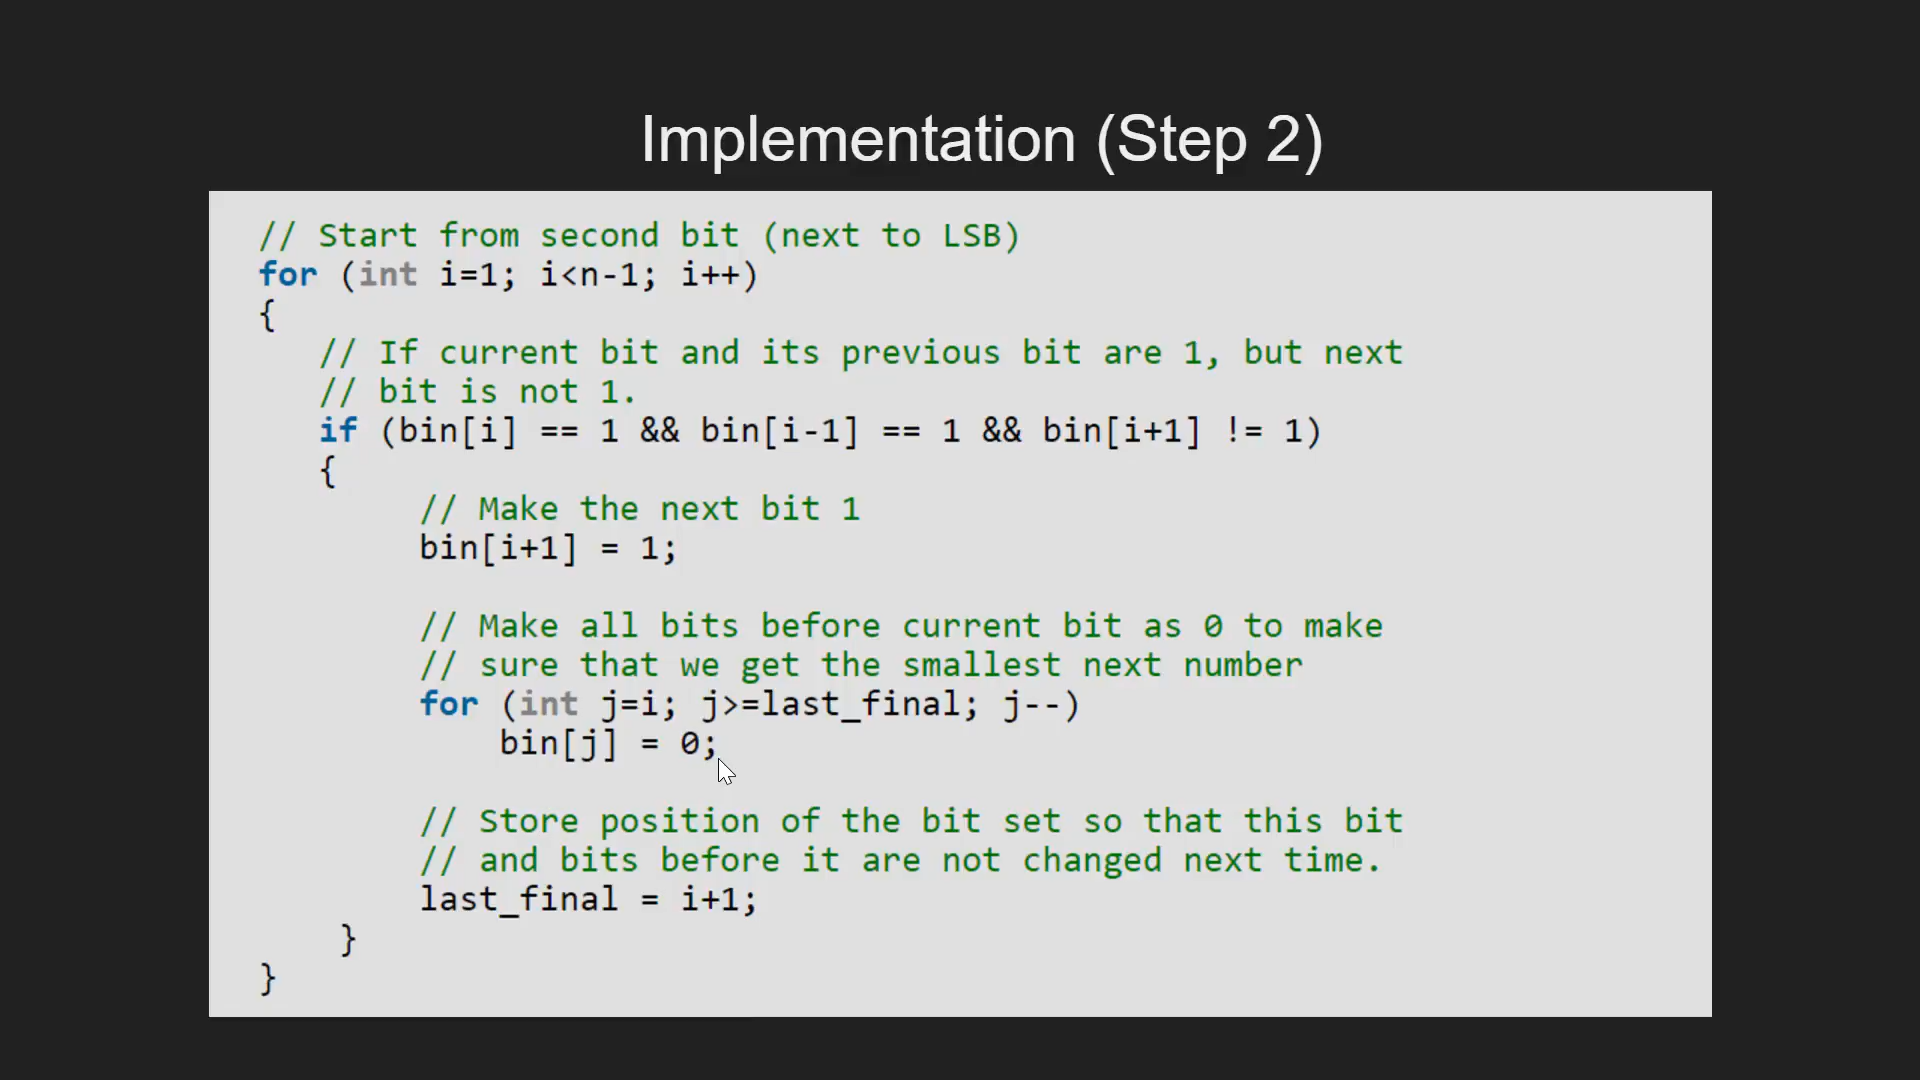 Implementation (Step 2)
// Start from second bit (next to LSB)
for (int i=1; i<n-1; i++)
{
// If current bit and its previous bit are 1, but next
// bit is not 1.
if (bin[i] == 1 && bin[i-1] == 1 && bin[i+1] != 1)
{
// Make the next bit 1
bin[i+1] = 1;
// Make all bits before current bit as 0 to make
// sure that we get the smallest next number
for (int j=i; j>=last_final; j--)
bin[j] = 0;
// Store position of the bit set so that this bit
// and bits before it are not changed next time.
last_final = i+1;
}
}